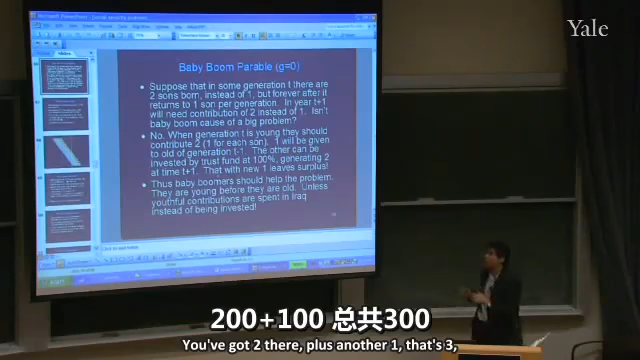 Yale
Baby Boom Parable (g=0)
Suppose that in some generation t there are
2 sons born, instead of 1, but forever after it
returns to 1 son per generation. In year t+1
will need contribution of 2 instead of 1. Isn't
baby boom cause of a big problem?
No. When generation t is young they should
contribute 2 (1 for each son). 1 will be given
to old of generation t-1. The other can be
invested by trust fund at 100%, generating 2
at time t+1. That with new 1 leaves surplus!
Thus baby boomers should help the problem.
They are young before they are old. Unless
youthful contributions are spent in Iraq
instead of being invested!
200+100 总共300
You've got 2 there, plus another 1, that's 3,